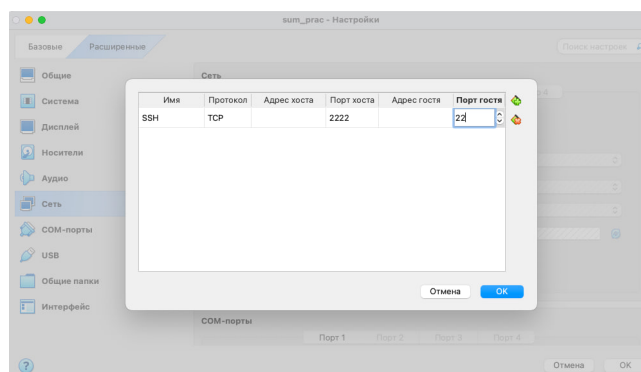 sum_prac - Настройки
Базовые Расширенные
Поиск настроек
Общие
Система
Дисплей
Носители
Аудио
Сеть
COM-порты
USB
Общие папки
Интерфейс
Сеть
Имя Протокол Адрес хоста Порт хоста Адрес гостя Порт гостя
SSH TCP 2222 22
Отмена OK
COM-порты
Порт 1 Порт 2 Порт 3 Порт 4
? Отмена OK